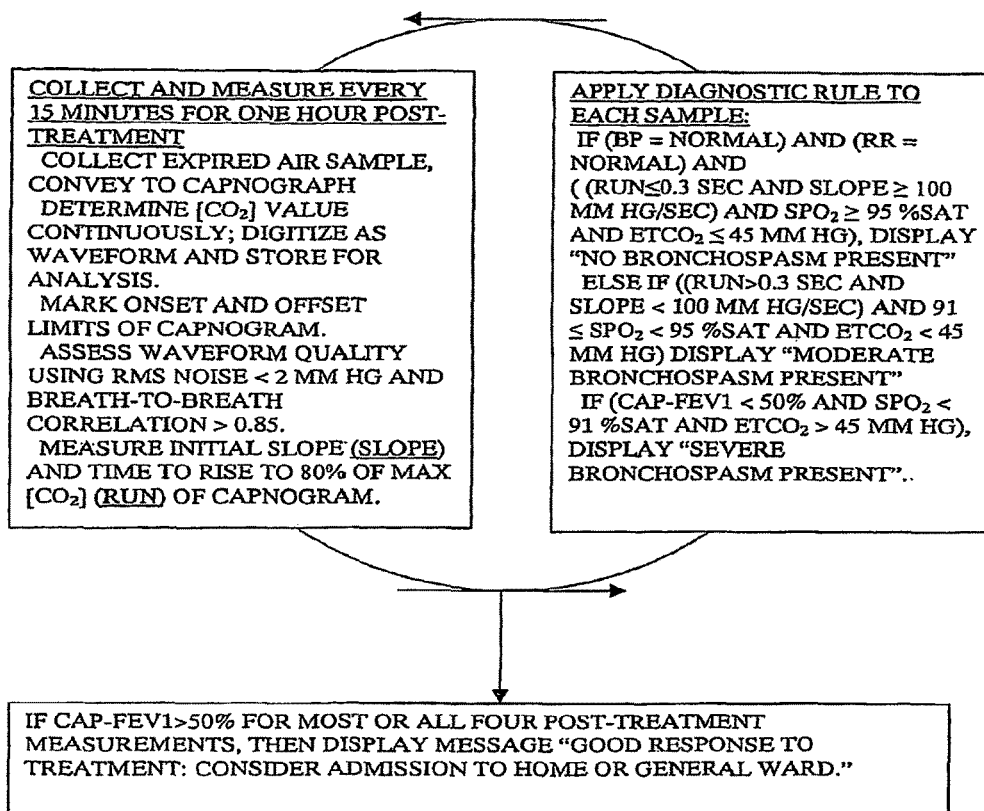 COLLECT AND MEASURE EVERY
15 MINUTES FOR ONE HOUR POST-
TREATMENT
COLLECT EXPIRED AIR SAMPLE,
CONVEY TO CAPNOGRAPH
DETERMINE [CO₂] VALUE
CONTINUOUSLY; DIGITIZE AS
WAVEFORM AND STORE FOR
ANALYSIS.
MARK ONSET AND OFFSET
LIMITS OF CAPNOGRAM.
ASSESS WAVEFORM QUALITY
USING RMS NOISE < 2 MM HG AND
BREATH-TO-BREATH
CORRELATION > 0.85.
MEASURE INITIAL SLOPE (SLOPE)
AND TIME TO RISE TO 80% OF MAX
[CO₂] (RUN) OF CAPNOGRAM.
APPLY DIAGNOSTIC RULE TO
EACH SAMPLE:
IF (BP = NORMAL) AND (RR =
NORMAL) AND
( (RUN≤0.3 SEC AND SLOPE ≥ 100
MM HG/SEC) AND SPO₂ ≥ 95 %SAT
AND ETCO₂ ≤ 45 MM HG), DISPLAY
"NO BRONCHOSPASM PRESENT"
ELSE IF ((RUN>0.3 SEC AND
SLOPE < 100 MM HG/SEC) AND 91
≤ SPO₂ < 95 %SAT AND ETCO₂ < 45
MM HG) DISPLAY "MODERATE
BRONCHOSPASM PRESENT"
IF (CAP-FEV1 < 50% AND SPO₂ <
91 %SAT AND ETCO₂ > 45 MM HG),
DISPLAY "SEVERE
BRONCHOSPASM PRESENT"..
IF CAP-FEV1>50% FOR MOST OR ALL FOUR POST-TREATMENT
MEASUREMENTS, THEN DISPLAY MESSAGE "GOOD RESPONSE TO
TREATMENT: CONSIDER ADMISSION TO HOME OR GENERAL WARD."